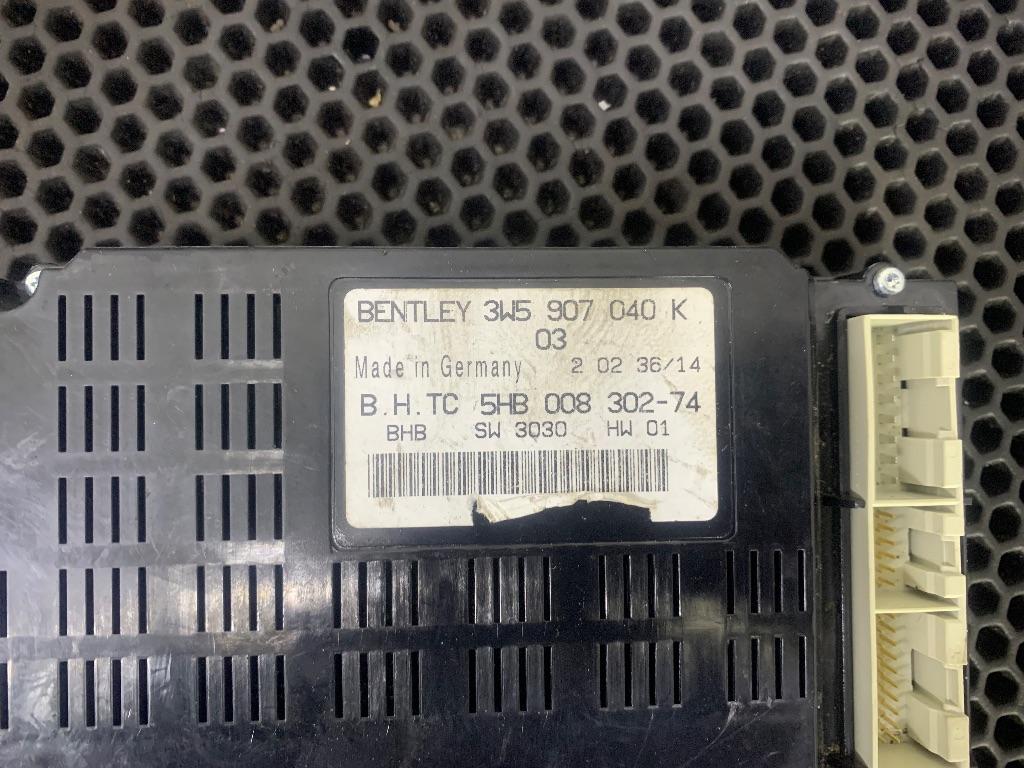 BENTLEY 3W5 907 040 K
03
Made in Germany 2 02 36/14
B.H.TC 5HB 008 302-74
BHB SW 3030 HW 01